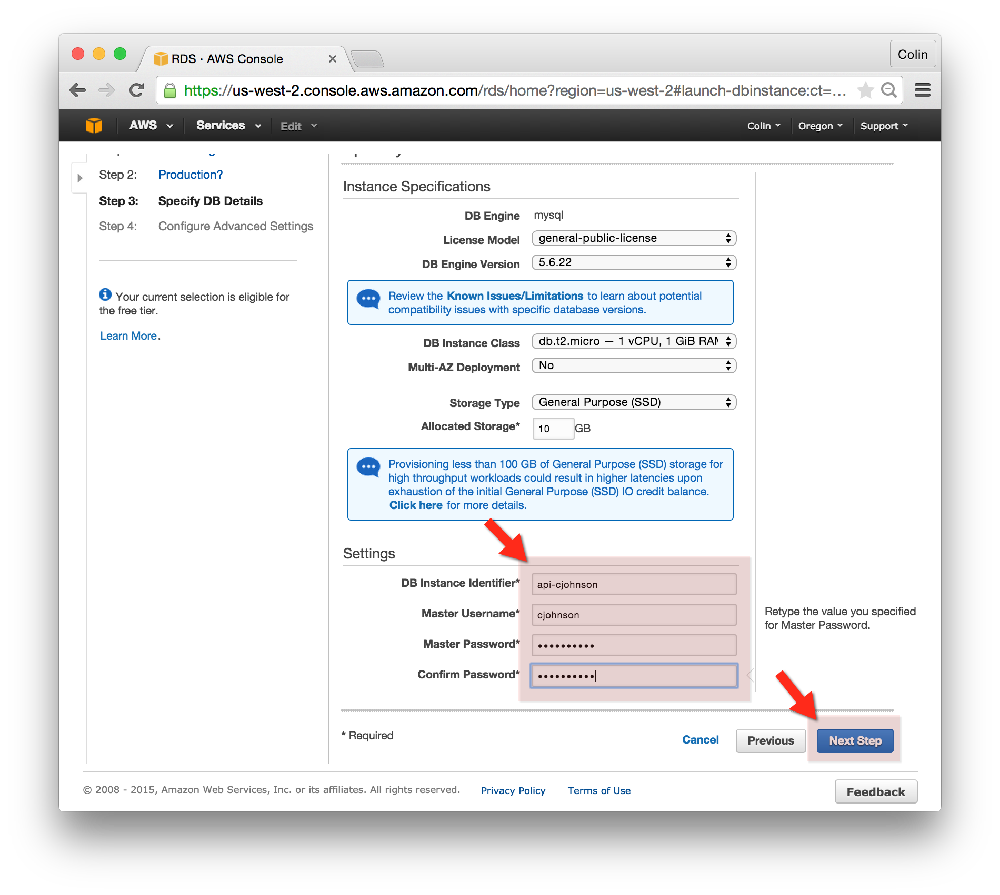 RDS · AWS Console
Colin
https://us-west-2.console.aws.amazon.com/rds/home?region=us-west-2#launch-dbinstance:ct=...
AWS Services Edit Colin Oregon Support
Step 2: Production?
Step 3: Specify DB Details
Step 4: Configure Advanced Settings
Your current selection is eligible for
the free tier.
Learn More.
Instance Specifications
DB Engine mysql
License Model general-public-license
DB Engine Version 5.6.22
Review the Known Issues/Limitations to learn about potential
compatibility issues with specific database versions.
DB Instance Class db.t2.micro — 1 vCPU, 1 GiB RAM
Multi-AZ Deployment No
Storage Type General Purpose (SSD)
Allocated Storage* 10 GB
Provisioning less than 100 GB of General Purpose (SSD) storage for
high throughput workloads could result in higher latencies upon
exhaustion of the initial General Purpose (SSD) IO credit balance.
Click here for more details.
Settings
DB Instance Identifier* api-cjohnson
Master Username* cjohnson
Master Password* ••••••••••
Confirm Password* ••••••••••
Retype the value you specified
for Master Password.
* Required
Cancel Previous Next Step
© 2008 - 2015, Amazon Web Services, Inc. or its affiliates. All rights reserved. Privacy Policy Terms of Use
Feedback